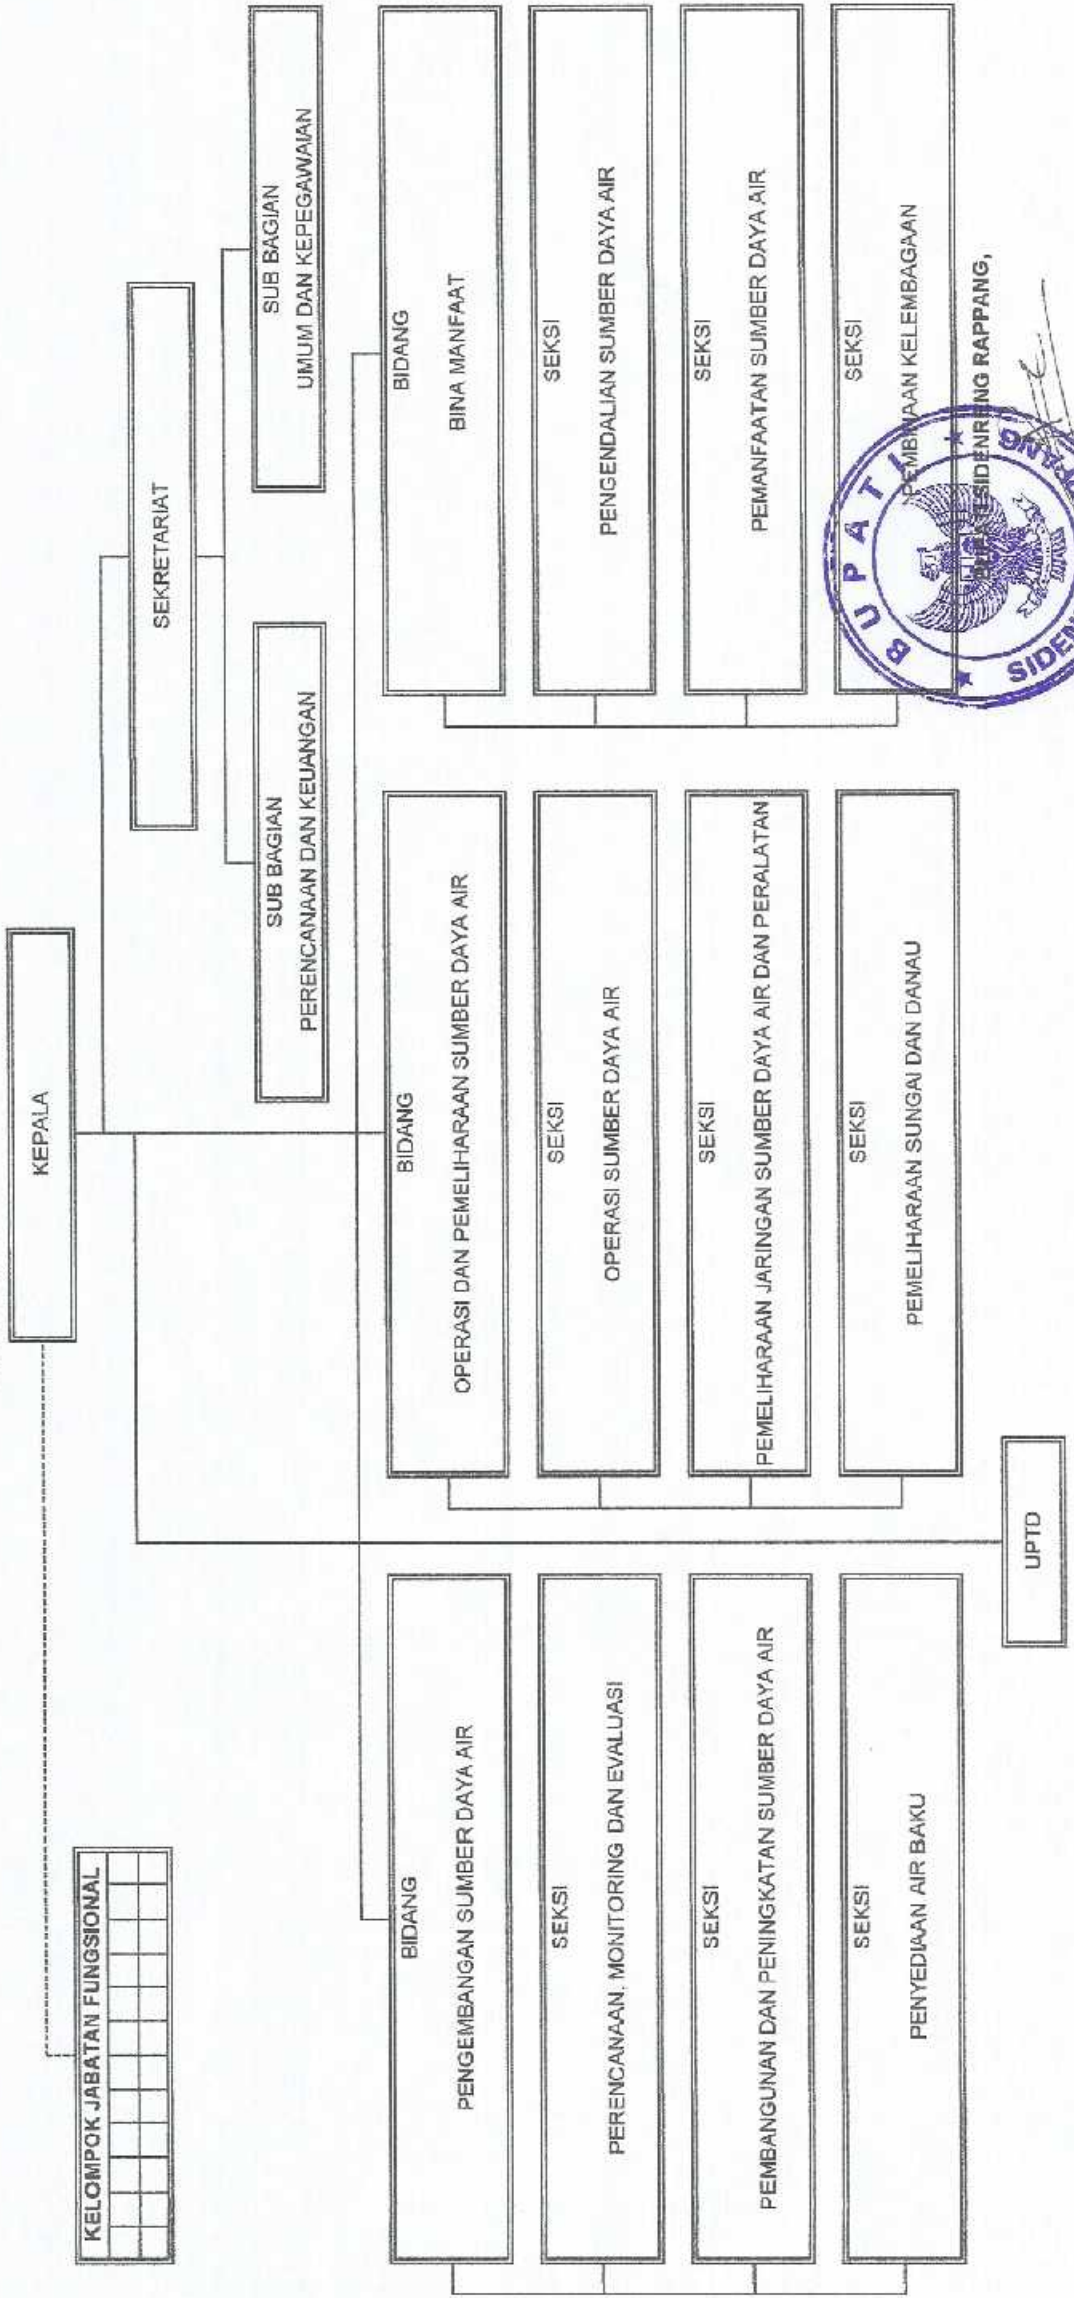 KEPALA
KELOMPOK JABATAN FUNGSIONAL
SEKRETARIAT
SUB BAGIAN
PERENCANAAN DAN KEUANGAN
SUB BAGIAN
UMUM DAN KEPEGAWAIAN
BIDANG
PENGEMBANGAN SUMBER DAYA AIR
SEKSI
PERENCANAAN, MONITORING DAN EVALUASI
SEKSI
PEMBANGUNAN DAN PENINGKATAN SUMBER DAYA AIR
SEKSI
PENYEDIAAN AIR BAKU
BIDANG
OPERASI DAN PEMELIHARAAN SUMBER DAYA AIR
SEKSI
OPERASI SUMBER DAYA AIR
SEKSI
PEMELIHARAAN JARINGAN SUMBER DAYA AIR DAN PERALATAN
SEKSI
PEMELIHARAAN SUNGAI DAN DANAU
BIDANG
BINA MANFAAT
SEKSI
PENGENDALIAN SUMBER DAYA AIR
SEKSI
PEMANFAATAN SUMBER DAYA AIR
SEKSI
PEMBINAAN KELEMBAGAAN
UPTD
BUPATI SIDENRENG RAPPANG,
BUPATI